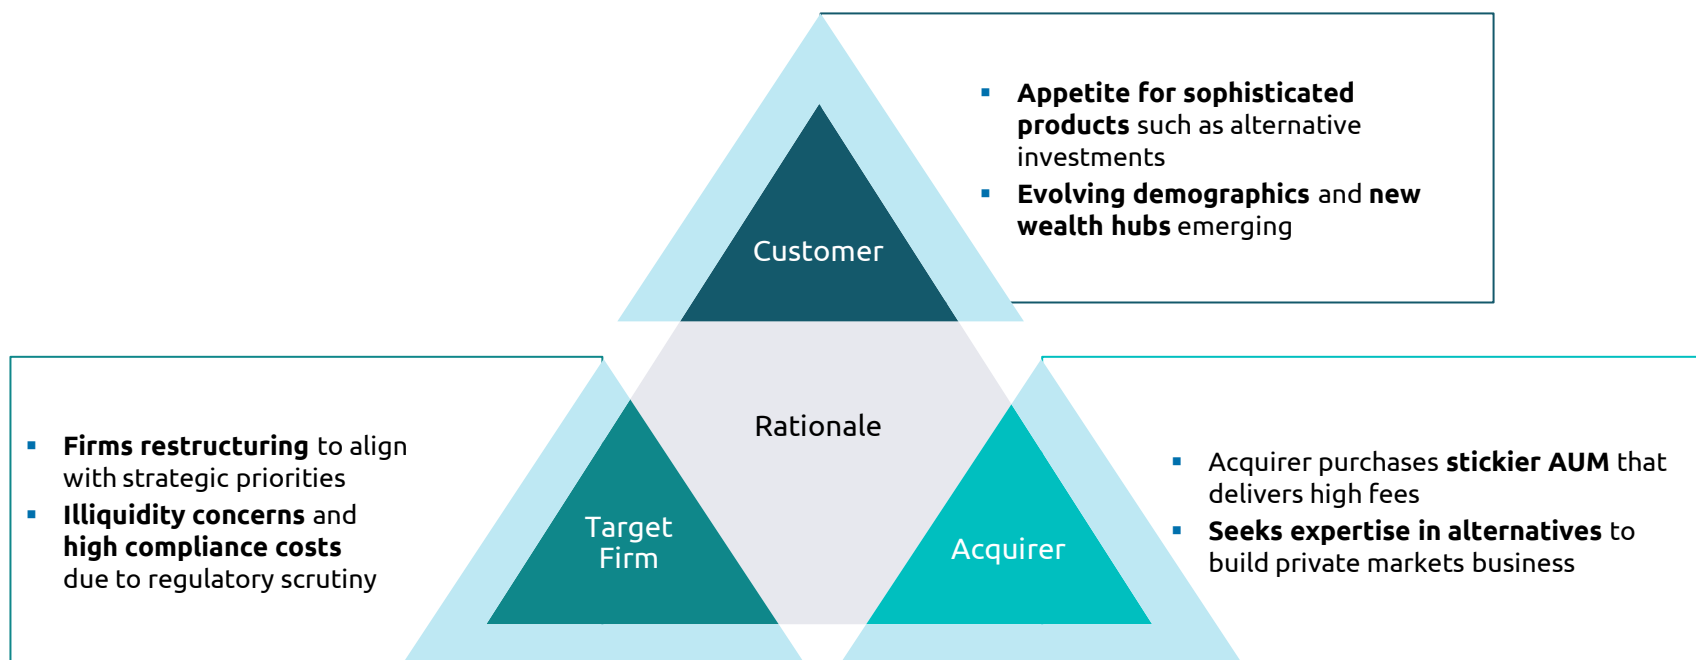 ▪ Appetite for sophisticated
products such as alternative
investments
▪ Evolving demographics and new
wealth hubs emerging
Customer
Rationale
▪ Firms restructuring to align
with strategic priorities
▪ Illiquidity concerns and
high compliance costs
due to regulatory scrutiny
Target
Firm
Acquirer
▪ Acquirer purchases stickier AUM that
delivers high fees
▪ Seeks expertise in alternatives to
build private markets business